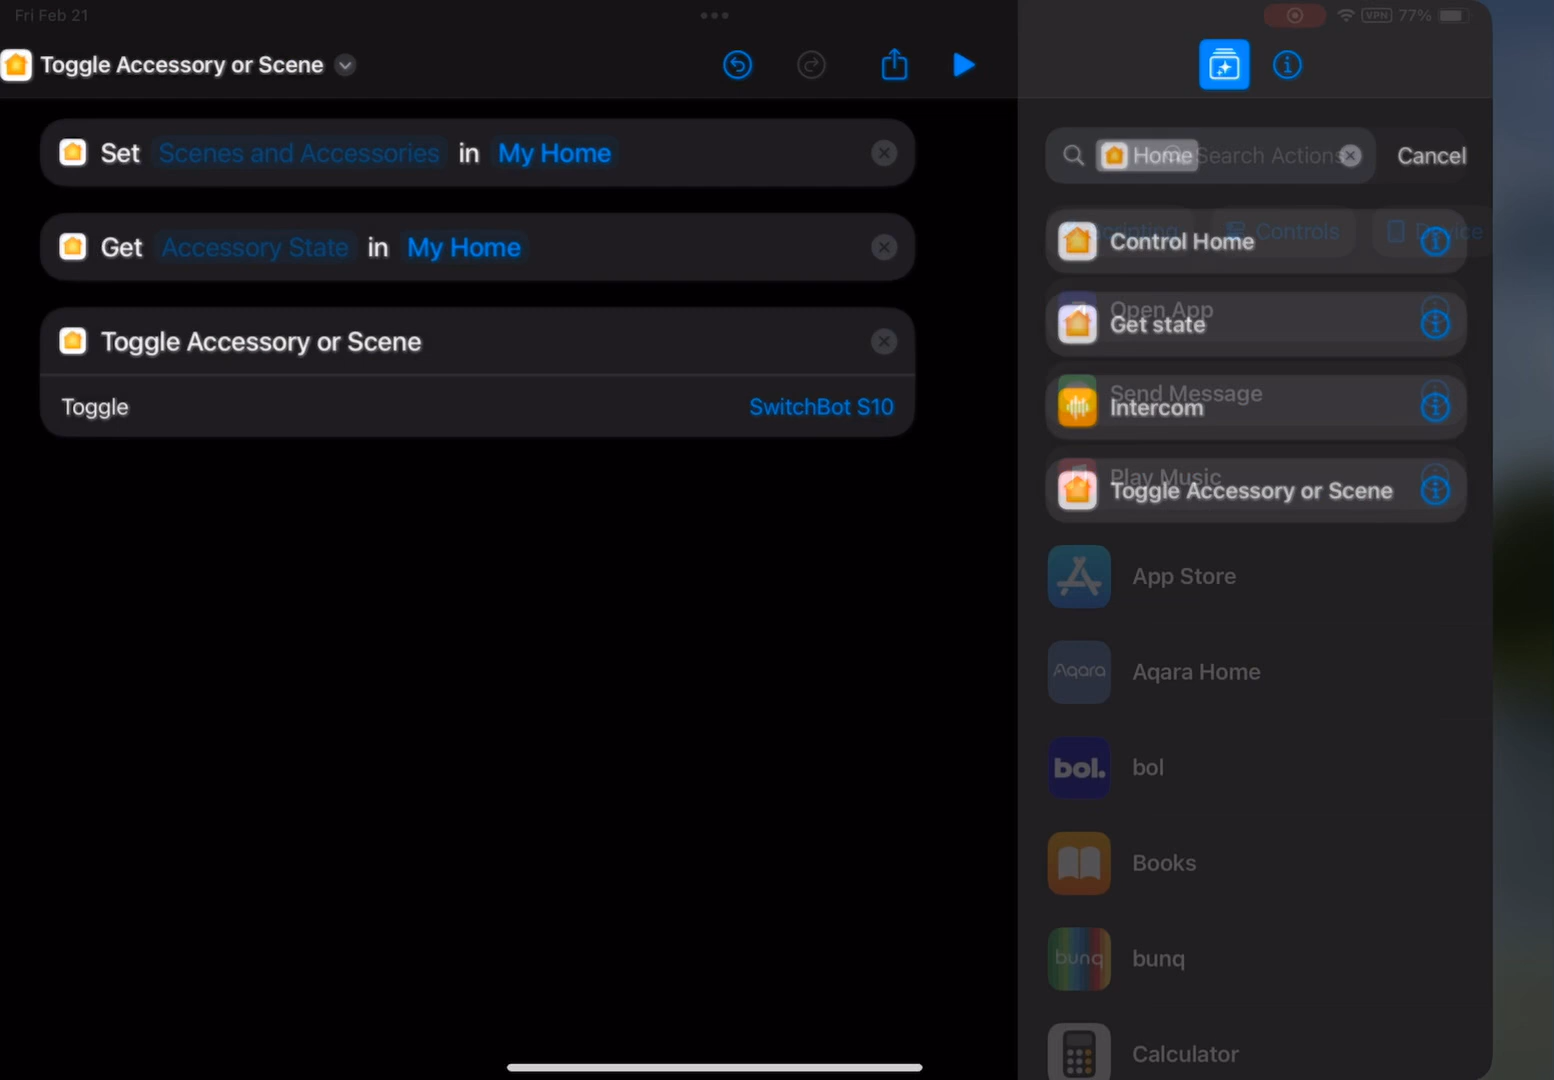 Fri Feb 21
VPN 77%
Toggle Accessory or Scene
Set Scenes and Accessories in My Home
Get Accessory State in My Home
Toggle Accessory or Scene
Toggle SwitchBot S10
Home Search Actions Cancel
Scripting Controls Device
Control Home
Open App
Get state
Send Message
Intercom
Play Music
Toggle Accessory or Scene
App Store
Aqara Aqara Home
bol. bol
Books
bunq bunq
Calculator